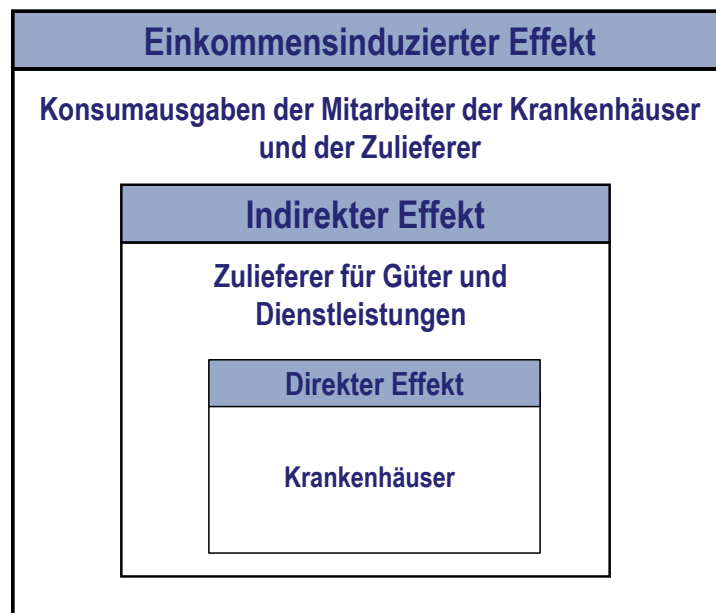 Einkommensinduzierter Effekt
Konsumausgaben der Mitarbeiter der Krankenhäuser
und der Zulieferer
Indirekter Effekt
Zulieferer für Güter und
Dienstleistungen
Direkter Effekt
Krankenhäuser